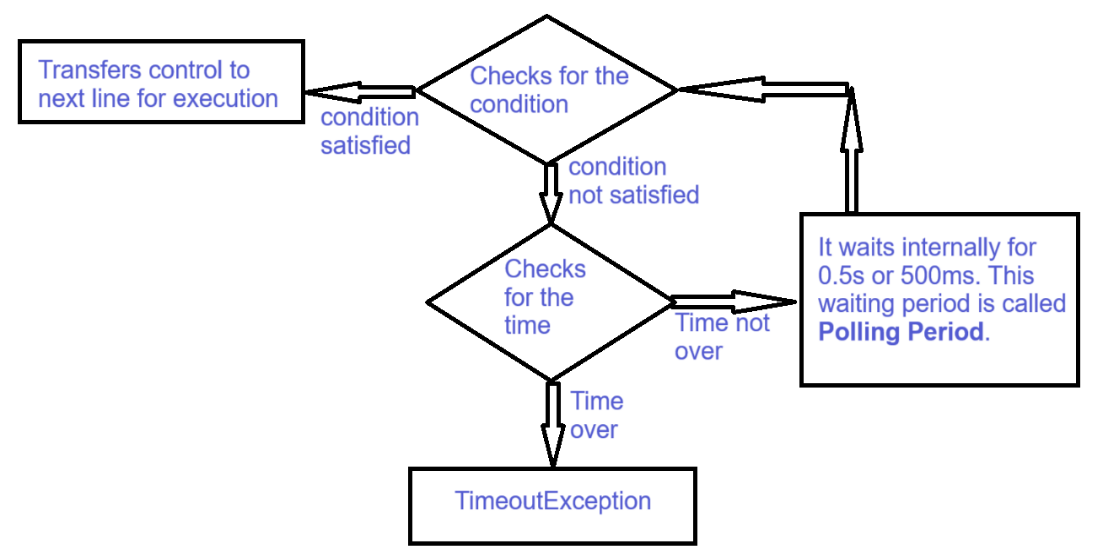 Transfers control to
next line for execution
Checks for the
condition
condition
satisfied
condition
not satisfied
Checks
for the
time
Time not
over
It waits internally for
0.5s or 500ms. This
waiting period is called
Polling Period.
Time
over
TimeoutException